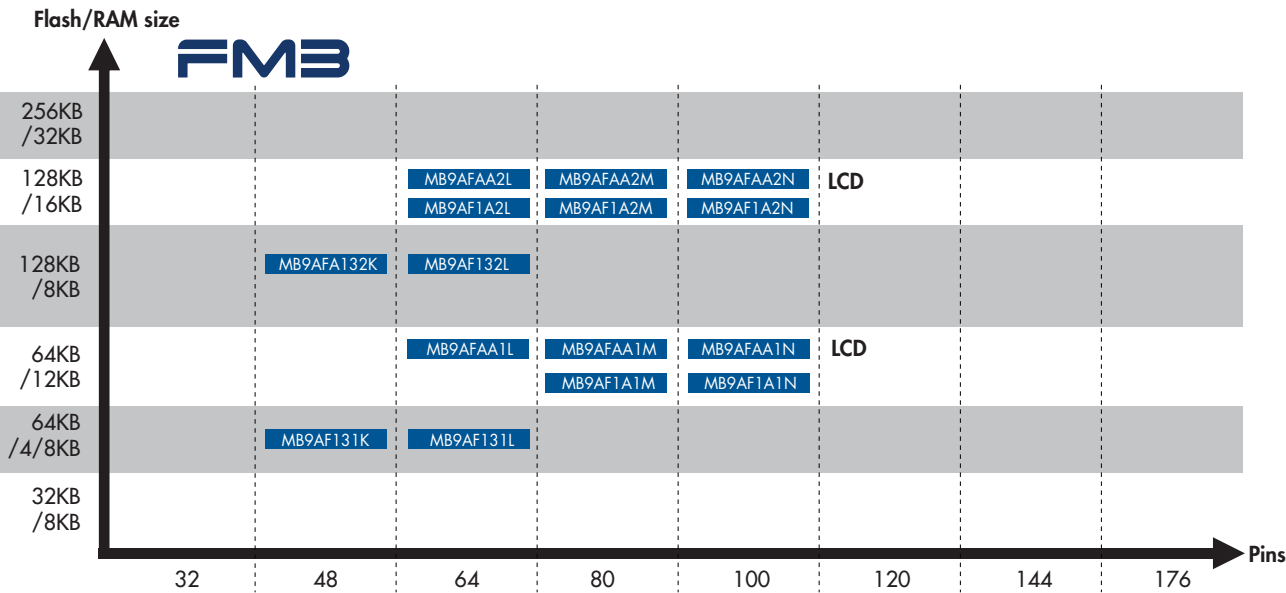 Flash/RAM size
FM3
256KB
/32KB
128KB
/16KB
MB9AFAA2L MB9AFAA2M MB9AFAA2N LCD
MB9AF1A2L MB9AF1A2M MB9AF1A2N
128KB
/8KB
MB9AFA132K MB9AF132L
64KB
/12KB
MB9AFAA1L MB9AFAA1M MB9AFAA1N LCD
MB9AF1A1M MB9AF1A1N
64KB
/4/8KB
MB9AF131K MB9AF131L
32KB
/8KB
Pins
32 48 64 80 100 120 144 176